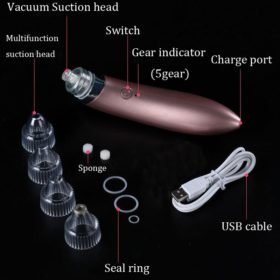 Vacuum Suction head
Switch
Multifunction
suction head
Gear indicator
(5gear)
Charge port
Sponge
USB cable
Seal ring